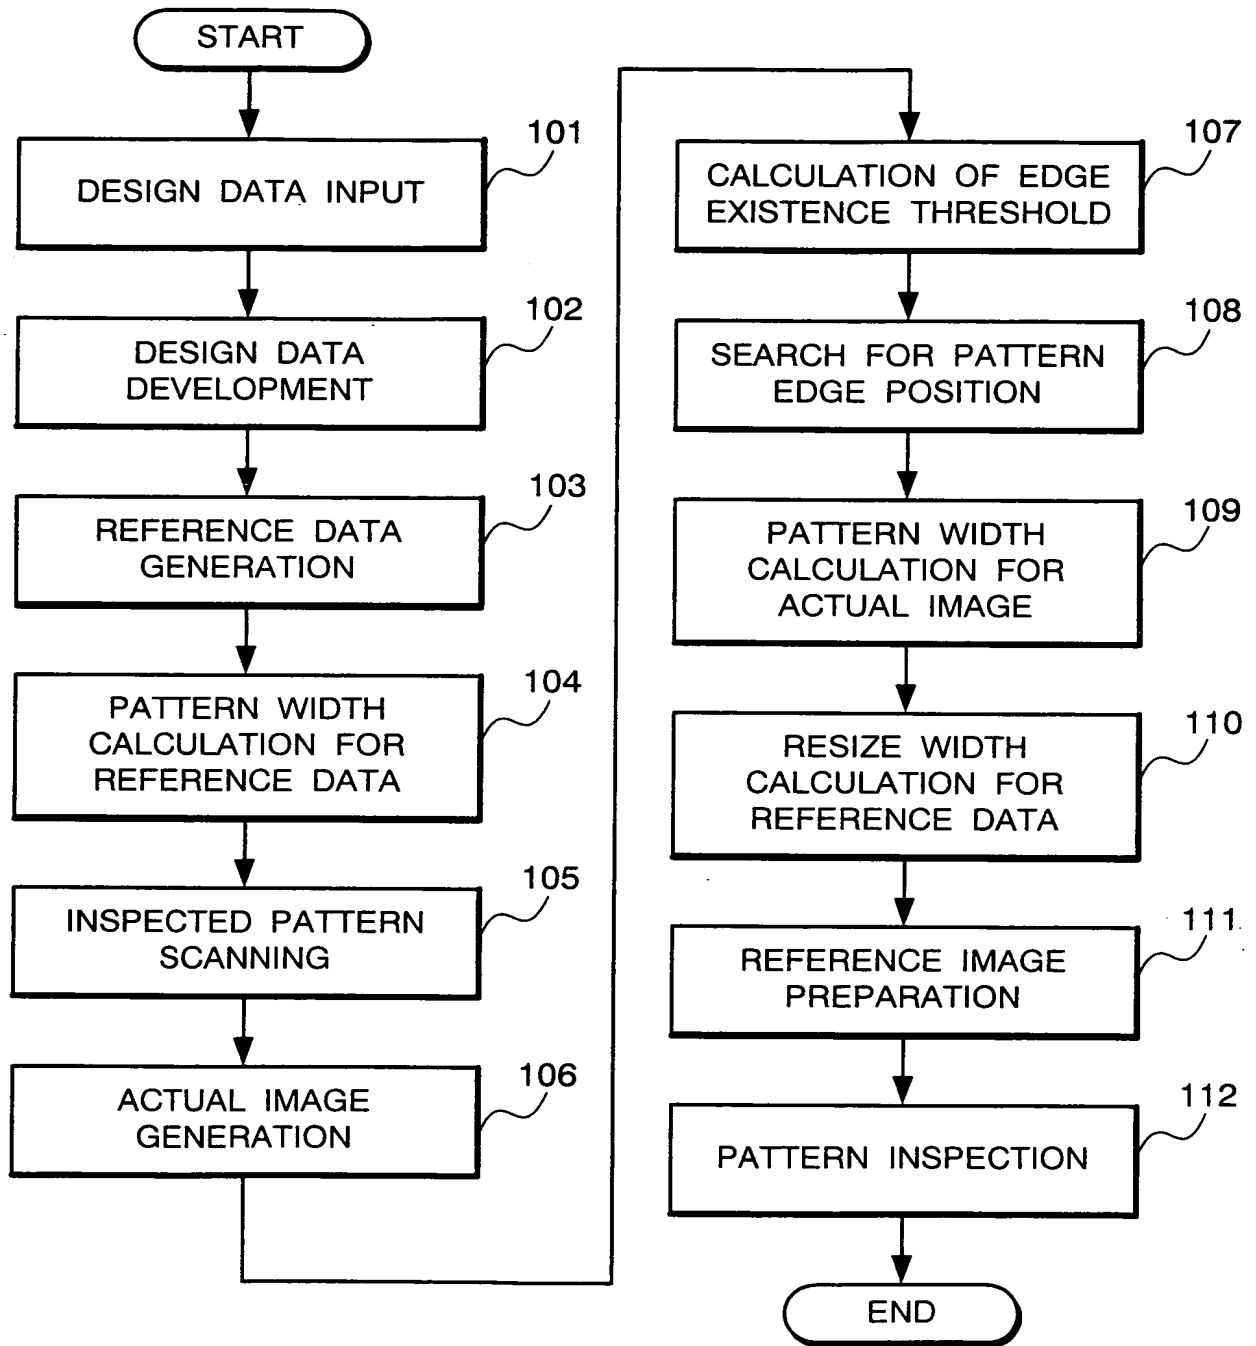 START
101
DESIGN DATA INPUT
102
DESIGN DATA
DEVELOPMENT
103
REFERENCE DATA
GENERATION
104
PATTERN WIDTH
CALCULATION FOR
REFERENCE DATA
105
INSPECTED PATTERN
SCANNING
106
ACTUAL IMAGE
GENERATION
107
CALCULATION OF EDGE
EXISTENCE THRESHOLD
108
SEARCH FOR PATTERN
EDGE POSITION
109
PATTERN WIDTH
CALCULATION FOR
ACTUAL IMAGE
110
RESIZE WIDTH
CALCULATION FOR
REFERENCE DATA
111
REFERENCE IMAGE
PREPARATION
112
PATTERN INSPECTION
END